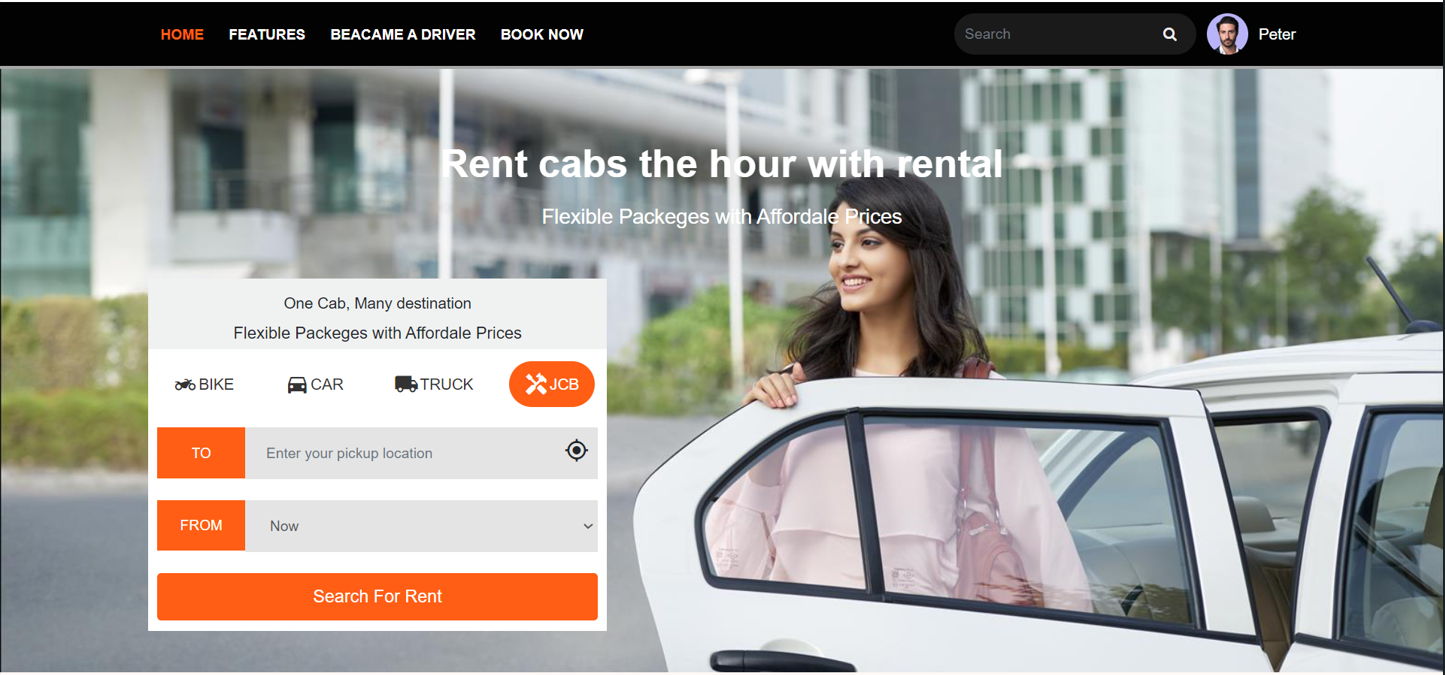 HOME FEATURES BEACAME A DRIVER BOOK NOW Search Peter
Rent cabs the hour with rental
Flexible Packeges with Affordale Prices
One Cab, Many destination
Flexible Packeges with Affordale Prices
BIKE CAR TRUCK JCB
TO Enter your pickup location
FROM Now
Search For Rent